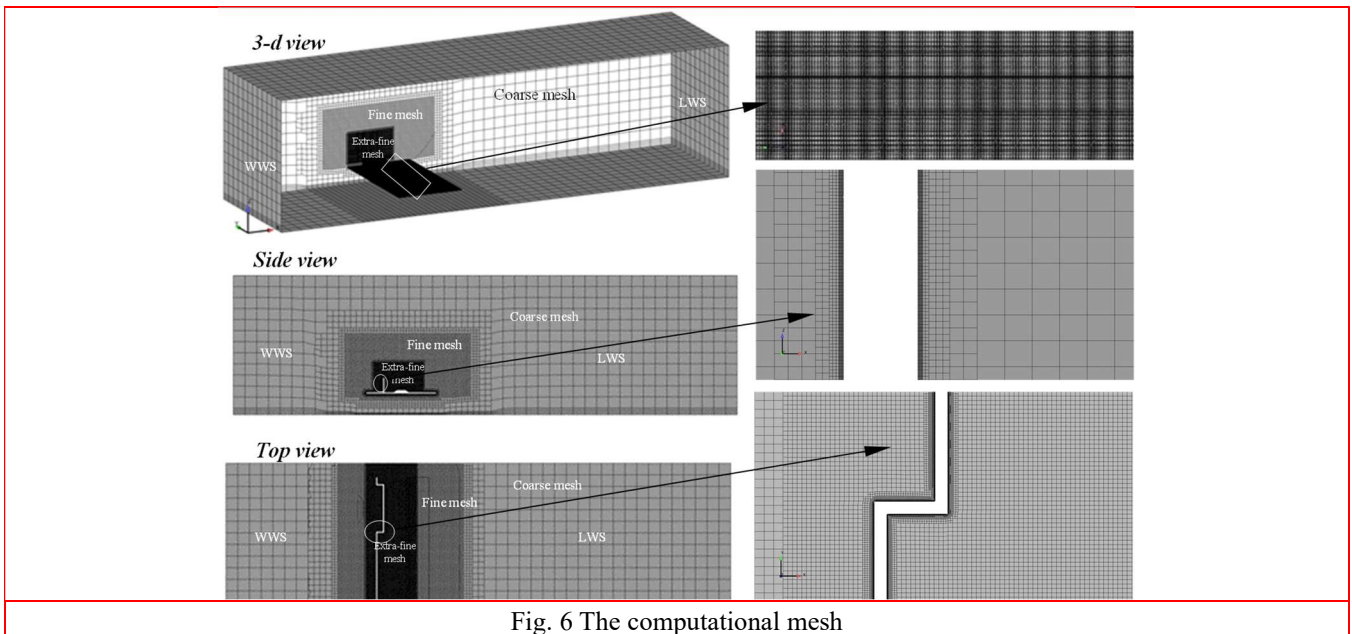 3-d view
Coarse mesh
LWS
Fine mesh
Extra-fine
mesh
WWS
Side view
Coarse mesh
Fine mesh
WWS
LWS
Extra-fine
mesh
Top view
Coarse mesh
Fine mesh
WWS
LWS
Extra-fine
mesh
Fig. 6 The computational mesh